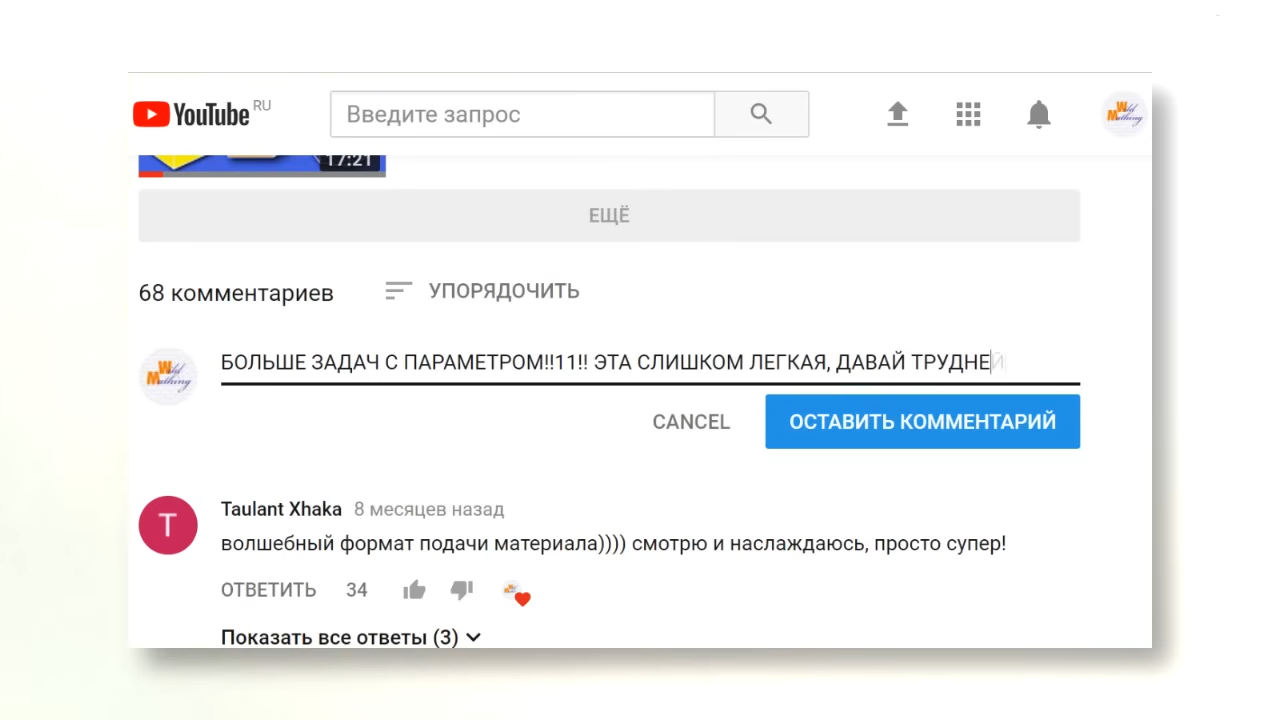 YouTube RU
Введите запрос
17:21
ЕЩЁ
68 комментариев
УПОРЯДОЧИТЬ
Wild Mathing
БОЛЬШЕ ЗАДАЧ С ПАРАМЕТРОМ!!11!! ЭТА СЛИШКОМ ЛЕГКАЯ, ДАВАЙ ТРУДНЕЙ
CANCEL
ОСТАВИТЬ КОММЕНТАРИЙ
T
Taulant Xhaka 8 месяцев назад
волшебный формат подачи материала)))) смотрю и наслаждаюсь, просто супер!
ОТВЕТИТЬ 34
Показать все ответы (3)